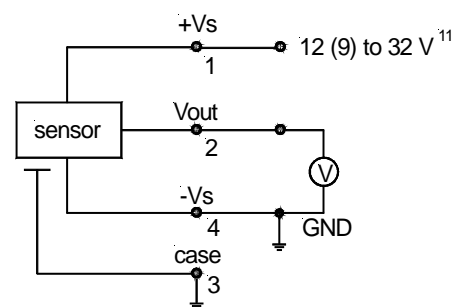 +Vs
12 (9) to 32 V 11
1
Vout
sensor
2
V
-Vs
4
GND
case
3